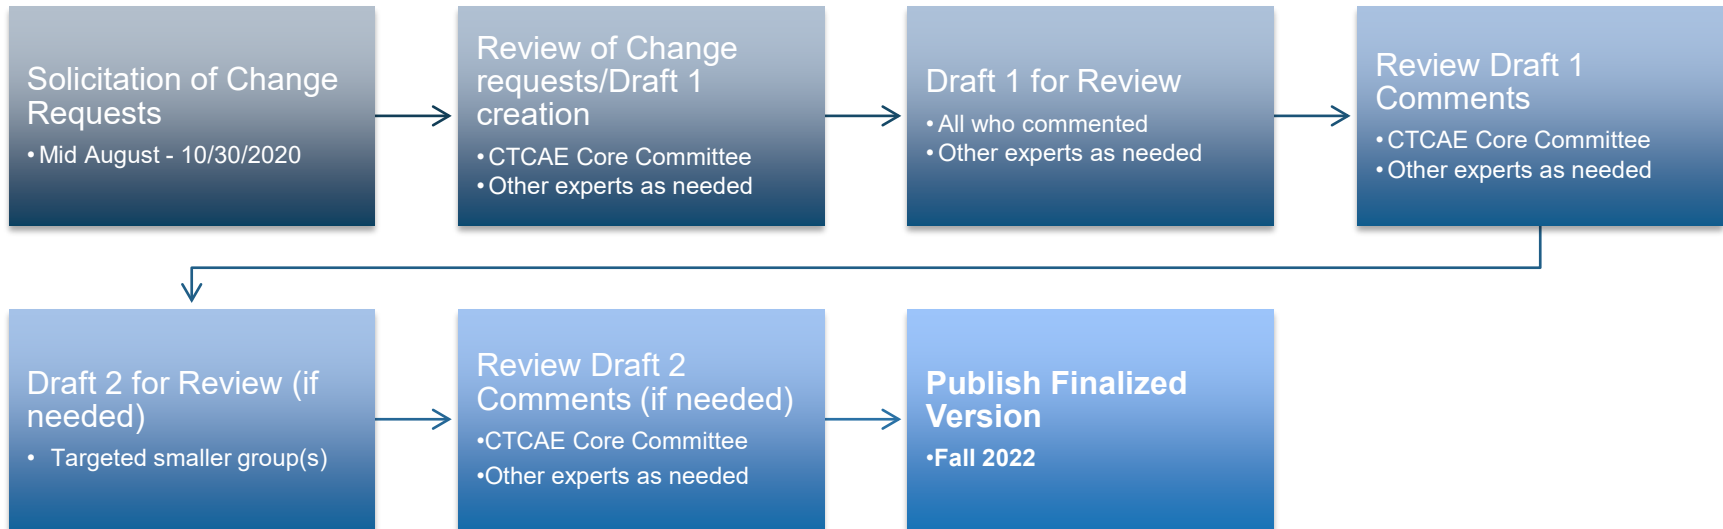 Solicitation of Change
Requests
• Mid August - 10/30/2020
Review of Change
requests/Draft 1
creation
• CTCAE Core Committee
• Other experts as needed
Draft 1 for Review
• All who commented
• Other experts as needed
Review Draft 1
Comments
• CTCAE Core Committee
• Other experts as needed
Draft 2 for Review (if
needed)
• Targeted smaller group(s)
Review Draft 2
Comments (if needed)
•CTCAE Core Committee
•Other experts as needed
Publish Finalized
Version
•Fall 2022